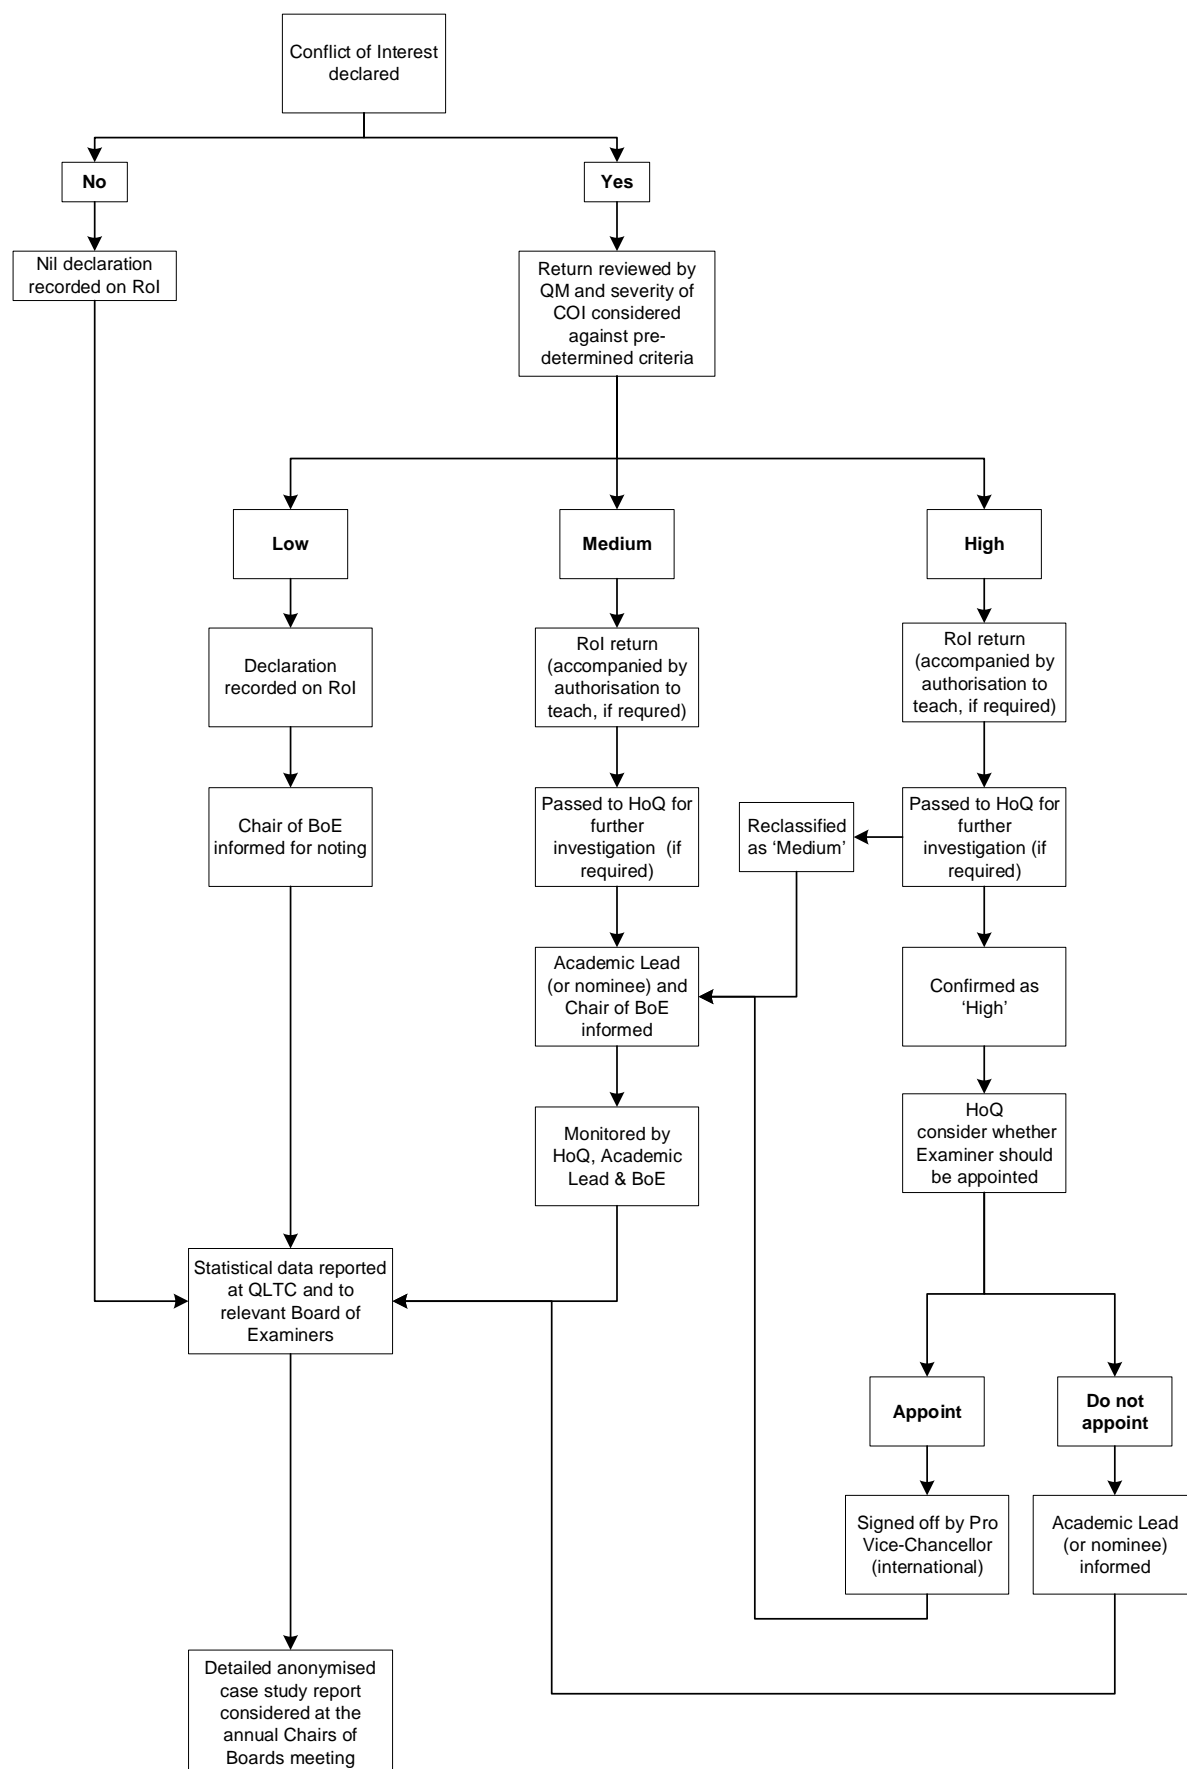 Conflict of Interest
declared
No
Yes
Nil declaration
recorded on RoI
Return reviewed by
QM and severity of
COI considered
against pre-
determined criteria
Low
Medium
High
Declaration
recorded on RoI
RoI return
(accompanied by
authorisation to
teach, if requred)
RoI return
(accompanied by
authorisation to
teach, if required)
Chair of BoE
informed for noting
Passed to HoQ for
further
investigation (if
required)
Reclassified
as ‘Medium’
Passed to HoQ for
further
investigation (if
required)
Academic Lead
(or nominee) and
Chair of BoE
informed
Confirmed as
‘High’
Monitored by
HoQ, Academic
Lead & BoE
HoQ
consider whether
Examiner should
be appointed
Statistical data reported
at QLTC and to
relevant Board of
Examiners
Appoint
Do not
appoint
Signed off by Pro
Vice-Chancellor
(international)
Academic Lead
(or nominee)
informed
Detailed anonymised
case study report
considered at the
annual Chairs of
Boards meeting